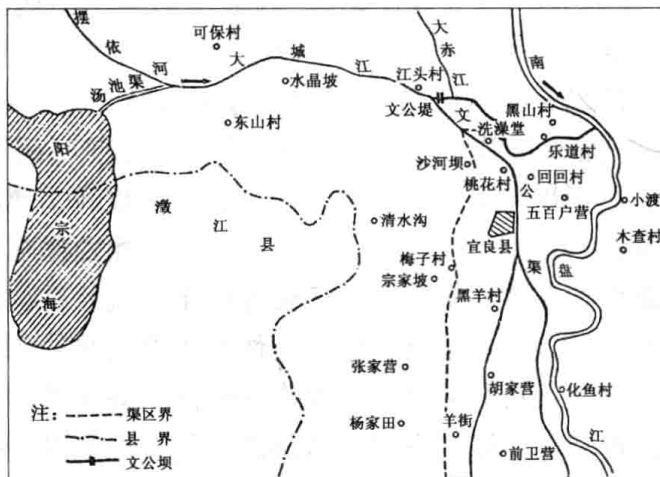 摆依河
可保村
大城江
大赤江
南盘江
汤池渠
水晶坡
江头村
文公堤
黑山村
东山村
文公渠
洗澡堂
乐道村
阳宗海
沙河坝
桃花村
回回村
五百户营
小渡
澂江县
清水沟
宜良县
木查村
梅子村
宗家坡
黑羊村
张家营
胡家营
化鱼村
杨家田
羊街
前卫营
注:
渠区界
县界
文公坝